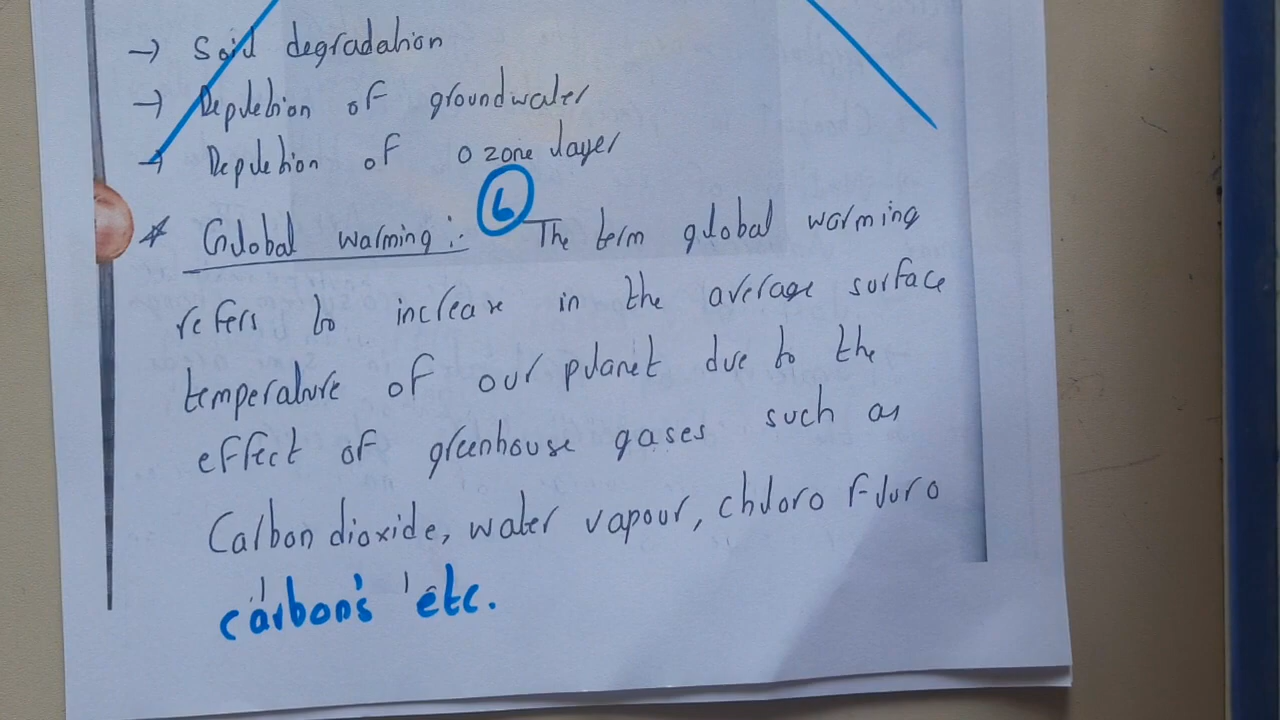 → Soil degradation
→ Depletion of groundwater
→ Depletion of ozone layer
* Global warming :- 6 The term global warming
refers to increase in the average surface
temperature of our planet due to the
effect of greenhouse gases such as
Carbon dioxide, water vapour, chloro fluro
carbon's etc.